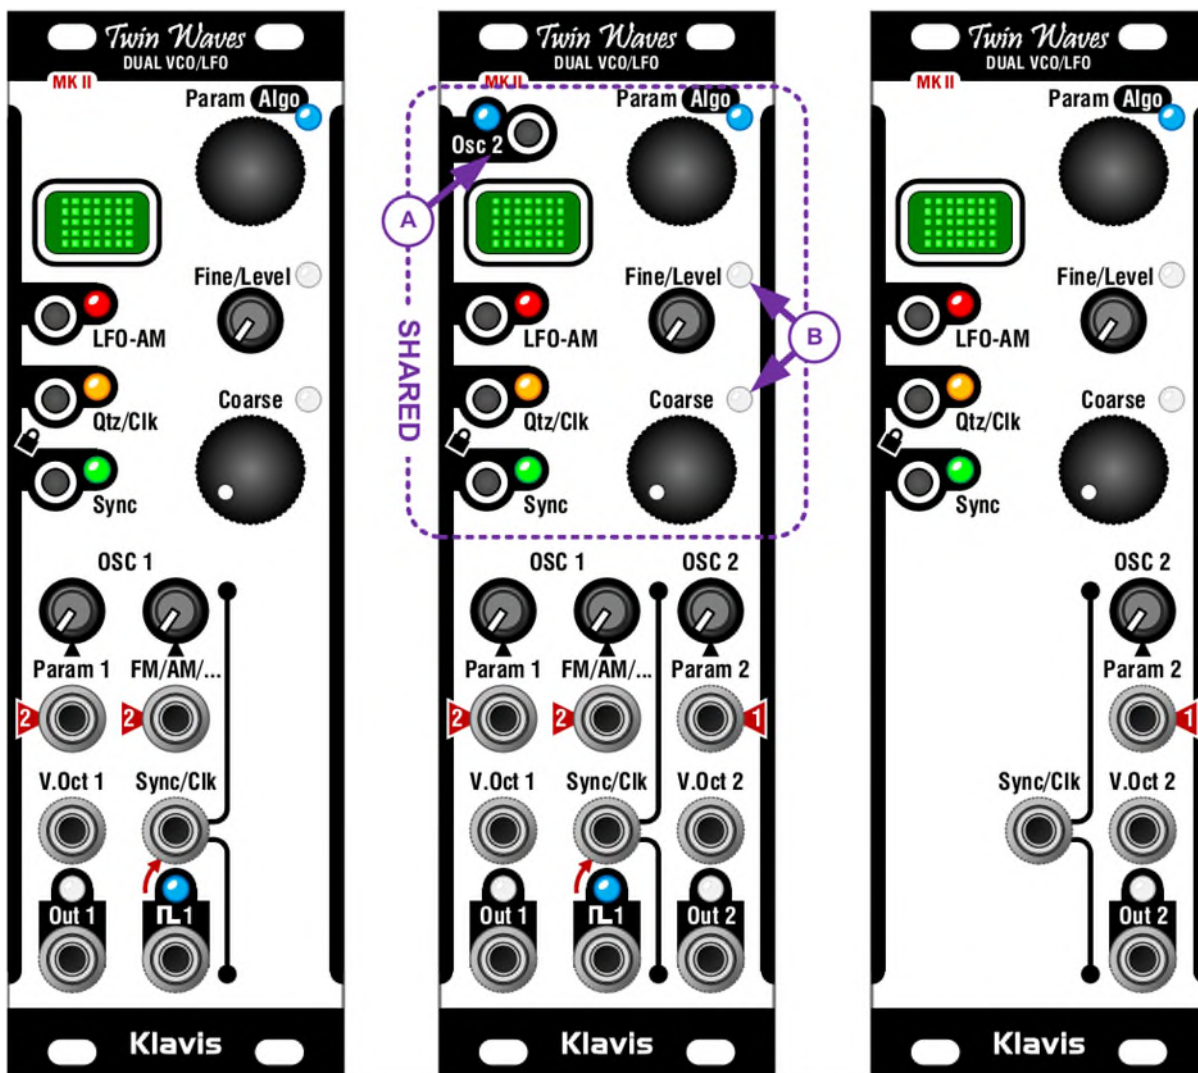 Twin Waves
DUAL VCO/LFO
MK II
Param Algo
Fine/Level
LFO-AM
Coarse
Qtz/Clk
Sync
OSC 1
Param 1
FM/AM/...
2
2
V.Oct 1
Sync/Clk
Out 1
1
Klavis
Twin Waves
DUAL VCO/LFO
MK II
Param Algo
Osc 2
A
SHARED
Fine/Level
B
LFO-AM
Coarse
Qtz/Clk
Sync
OSC 1
OSC 2
Param 1
FM/AM/...
Param 2
2
2
1
V.Oct 1
Sync/Clk
V.Oct 2
Out 1
1
Out 2
Klavis
Twin Waves
DUAL VCO/LFO
MK II
Param Algo
Fine/Level
LFO-AM
Coarse
Qtz/Clk
Sync
OSC 2
Param 2
1
Sync/Clk
V.Oct 2
Out 2
Klavis